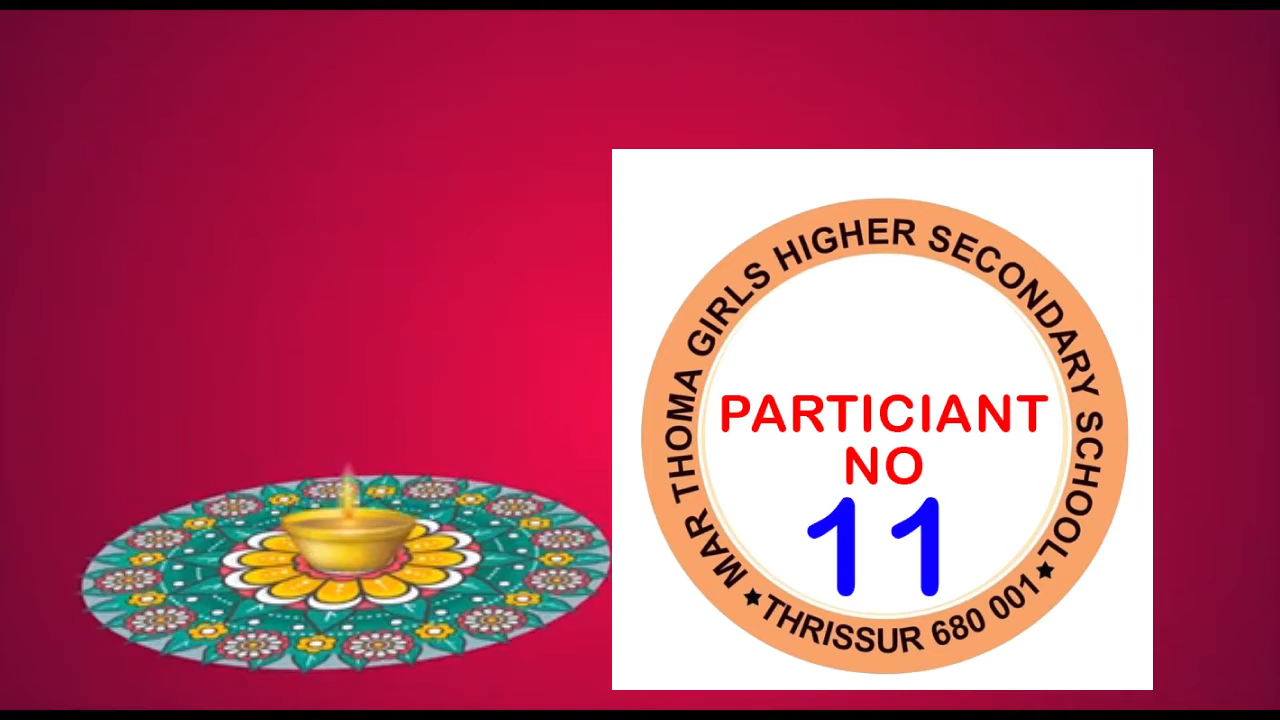 MAR THOMA GIRLS HIGHER SECONDARY SCHOOL
PARTICIANT
NO
11
★THRISSUR 680 001★